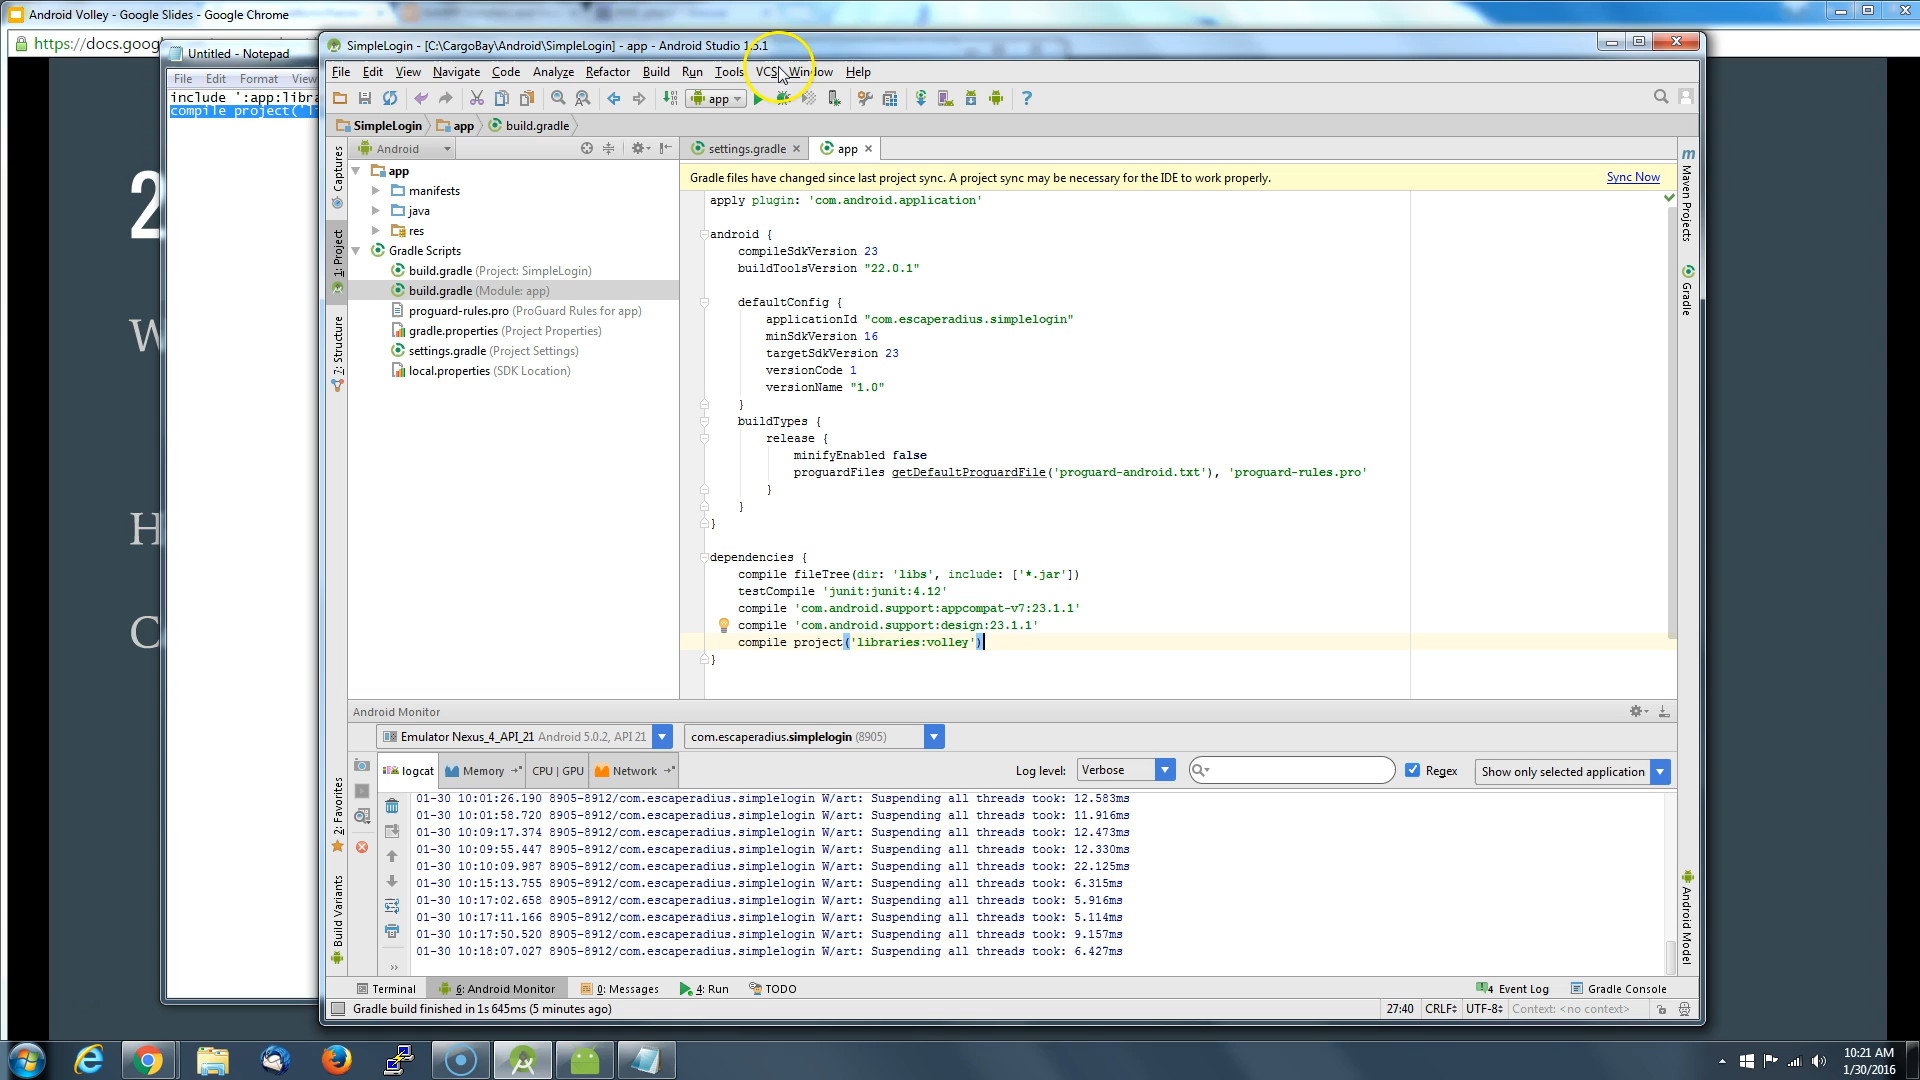 Android Volley - Google Slides - Google Chrome
https://docs.goog
Untitled - Notepad
File Edit Format View
include ':app:libra
compile project('l
2
W
H
C
SimpleLogin - [C:\CargoBay\Android\SimpleLogin] - app - Android Studio 1.5.1
File Edit View Navigate Code Analyze Refactor Build Run Tools VCS Window Help
app
SimpleLogin app build.gradle
Android
settings.gradle app
Captures
1: Project
7: Structure
2: Favorites
Build Variants
app
manifests
java
res
Gradle Scripts
build.gradle (Project: SimpleLogin)
build.gradle (Module: app)
proguard-rules.pro (ProGuard Rules for app)
gradle.properties (Project Properties)
settings.gradle (Project Settings)
local.properties (SDK Location)
Gradle files have changed since last project sync. A project sync may be necessary for the IDE to work properly. Sync Now
apply plugin: 'com.android.application'
android {
compileSdkVersion 23
buildToolsVersion "22.0.1"
defaultConfig {
applicationId "com.escaperadius.simplelogin"
minSdkVersion 16
targetSdkVersion 23
versionCode 1
versionName "1.0"
}
buildTypes {
release {
minifyEnabled false
proguardFiles getDefaultProguardFile('proguard-android.txt'), 'proguard-rules.pro'
}
}
}
dependencies {
compile fileTree(dir: 'libs', include: ['*.jar'])
testCompile 'junit:junit:4.12'
compile 'com.android.support:appcompat-v7:23.1.1'
compile 'com.android.support:design:23.1.1'
compile project('libraries:volley')
}
Maven Projects
Gradle
Android Model
Android Monitor
Emulator Nexus_4_API_21 Android 5.0.2, API 21 com.escaperadius.simplelogin (8905)
logcat Memory CPU | GPU Network Log level: Verbose Regex Show only selected application
01-30 10:01:26.190 8905-8912/com.escaperadius.simplelogin W/art: Suspending all threads took: 12.583ms
01-30 10:01:58.720 8905-8912/com.escaperadius.simplelogin W/art: Suspending all threads took: 11.916ms
01-30 10:09:17.374 8905-8912/com.escaperadius.simplelogin W/art: Suspending all threads took: 12.473ms
01-30 10:09:55.447 8905-8912/com.escaperadius.simplelogin W/art: Suspending all threads took: 12.330ms
01-30 10:10:09.987 8905-8912/com.escaperadius.simplelogin W/art: Suspending all threads took: 22.125ms
01-30 10:15:13.755 8905-8912/com.escaperadius.simplelogin W/art: Suspending all threads took: 6.315ms
01-30 10:17:02.658 8905-8912/com.escaperadius.simplelogin W/art: Suspending all threads took: 5.916ms
01-30 10:17:11.166 8905-8912/com.escaperadius.simplelogin W/art: Suspending all threads took: 5.114ms
01-30 10:17:50.520 8905-8912/com.escaperadius.simplelogin W/art: Suspending all threads took: 9.157ms
01-30 10:18:07.027 8905-8912/com.escaperadius.simplelogin W/art: Suspending all threads took: 6.427ms
Terminal 6: Android Monitor 0: Messages 4: Run TODO 4 Event Log Gradle Console
Gradle build finished in 1s 645ms (5 minutes ago) 27:40 CRLF UTF-8 Context: <no context>
10:21 AM
1/30/2016